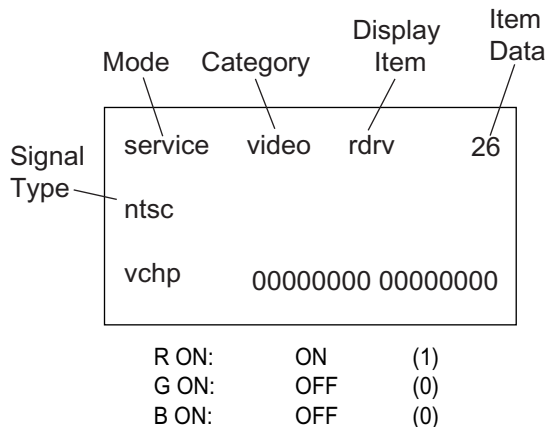 Mode
Category
Display
Item
Item
Data
service video rdrv 26
Signal
Type
ntsc
vchp 00000000 00000000
R ON: ON (1)
G ON: OFF (0)
B ON: OFF (0)